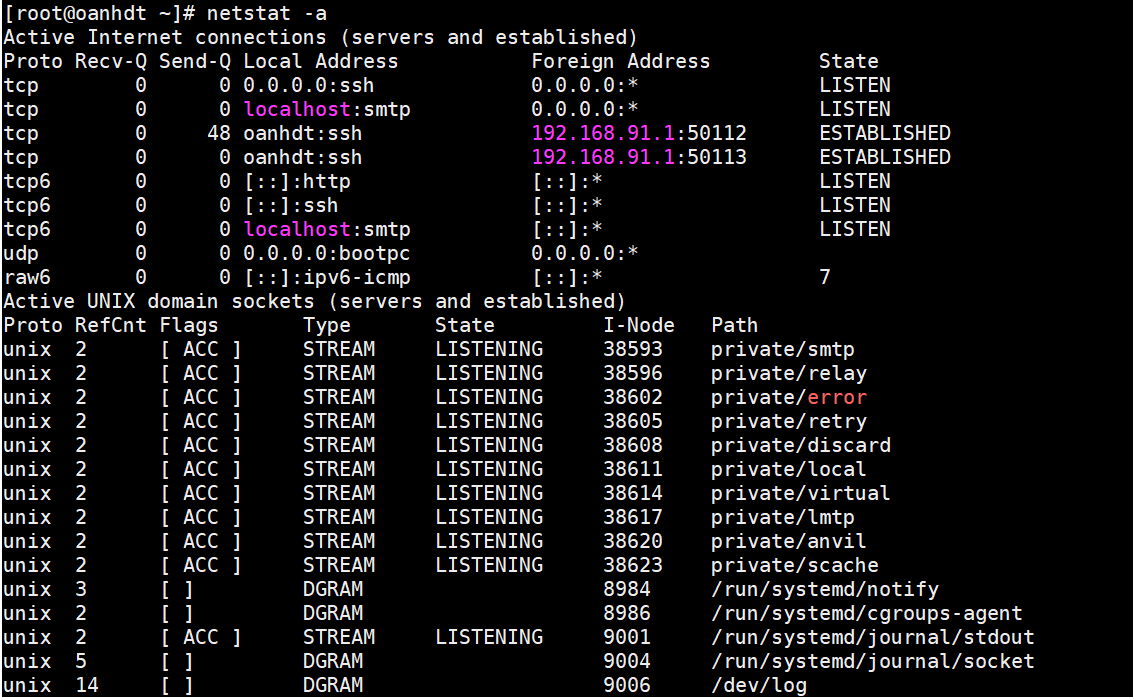 [root@oanhdt ~]# netstat -a
Active Internet connections (servers and established)
Proto Recv-Q Send-Q Local Address           Foreign Address         State
tcp        0      0 0.0.0.0:ssh             0.0.0.0:*               LISTEN
tcp        0      0 localhost:smtp          0.0.0.0:*               LISTEN
tcp        0     48 oanhdt:ssh              192.168.91.1:50112      ESTABLISHED
tcp        0      0 oanhdt:ssh              192.168.91.1:50113      ESTABLISHED
tcp6       0      0 [::]:http               [::]:*                  LISTEN
tcp6       0      0 [::]:ssh                [::]:*                  LISTEN
tcp6       0      0 localhost:smtp          [::]:*                  LISTEN
udp        0      0 0.0.0.0:bootpc          0.0.0.0:*
raw6       0      0 [::]:ipv6-icmp          [::]:*                  7
Active UNIX domain sockets (servers and established)
Proto RefCnt Flags       Type       State         I-Node   Path
unix  2      [ ACC ]     STREAM     LISTENING     38593    private/smtp
unix  2      [ ACC ]     STREAM     LISTENING     38596    private/relay
unix  2      [ ACC ]     STREAM     LISTENING     38602    private/error
unix  2      [ ACC ]     STREAM     LISTENING     38605    private/retry
unix  2      [ ACC ]     STREAM     LISTENING     38608    private/discard
unix  2      [ ACC ]     STREAM     LISTENING     38611    private/local
unix  2      [ ACC ]     STREAM     LISTENING     38614    private/virtual
unix  2      [ ACC ]     STREAM     LISTENING     38617    private/lmtp
unix  2      [ ACC ]     STREAM     LISTENING     38620    private/anvil
unix  2      [ ACC ]     STREAM     LISTENING     38623    private/scache
unix  3      [ ]         DGRAM                    8984     /run/systemd/notify
unix  2      [ ]         DGRAM                    8986     /run/systemd/cgroups-agent
unix  2      [ ACC ]     STREAM     LISTENING     9001     /run/systemd/journal/stdout
unix  5      [ ]         DGRAM                    9004     /run/systemd/journal/socket
unix  14     [ ]         DGRAM                    9006     /dev/log